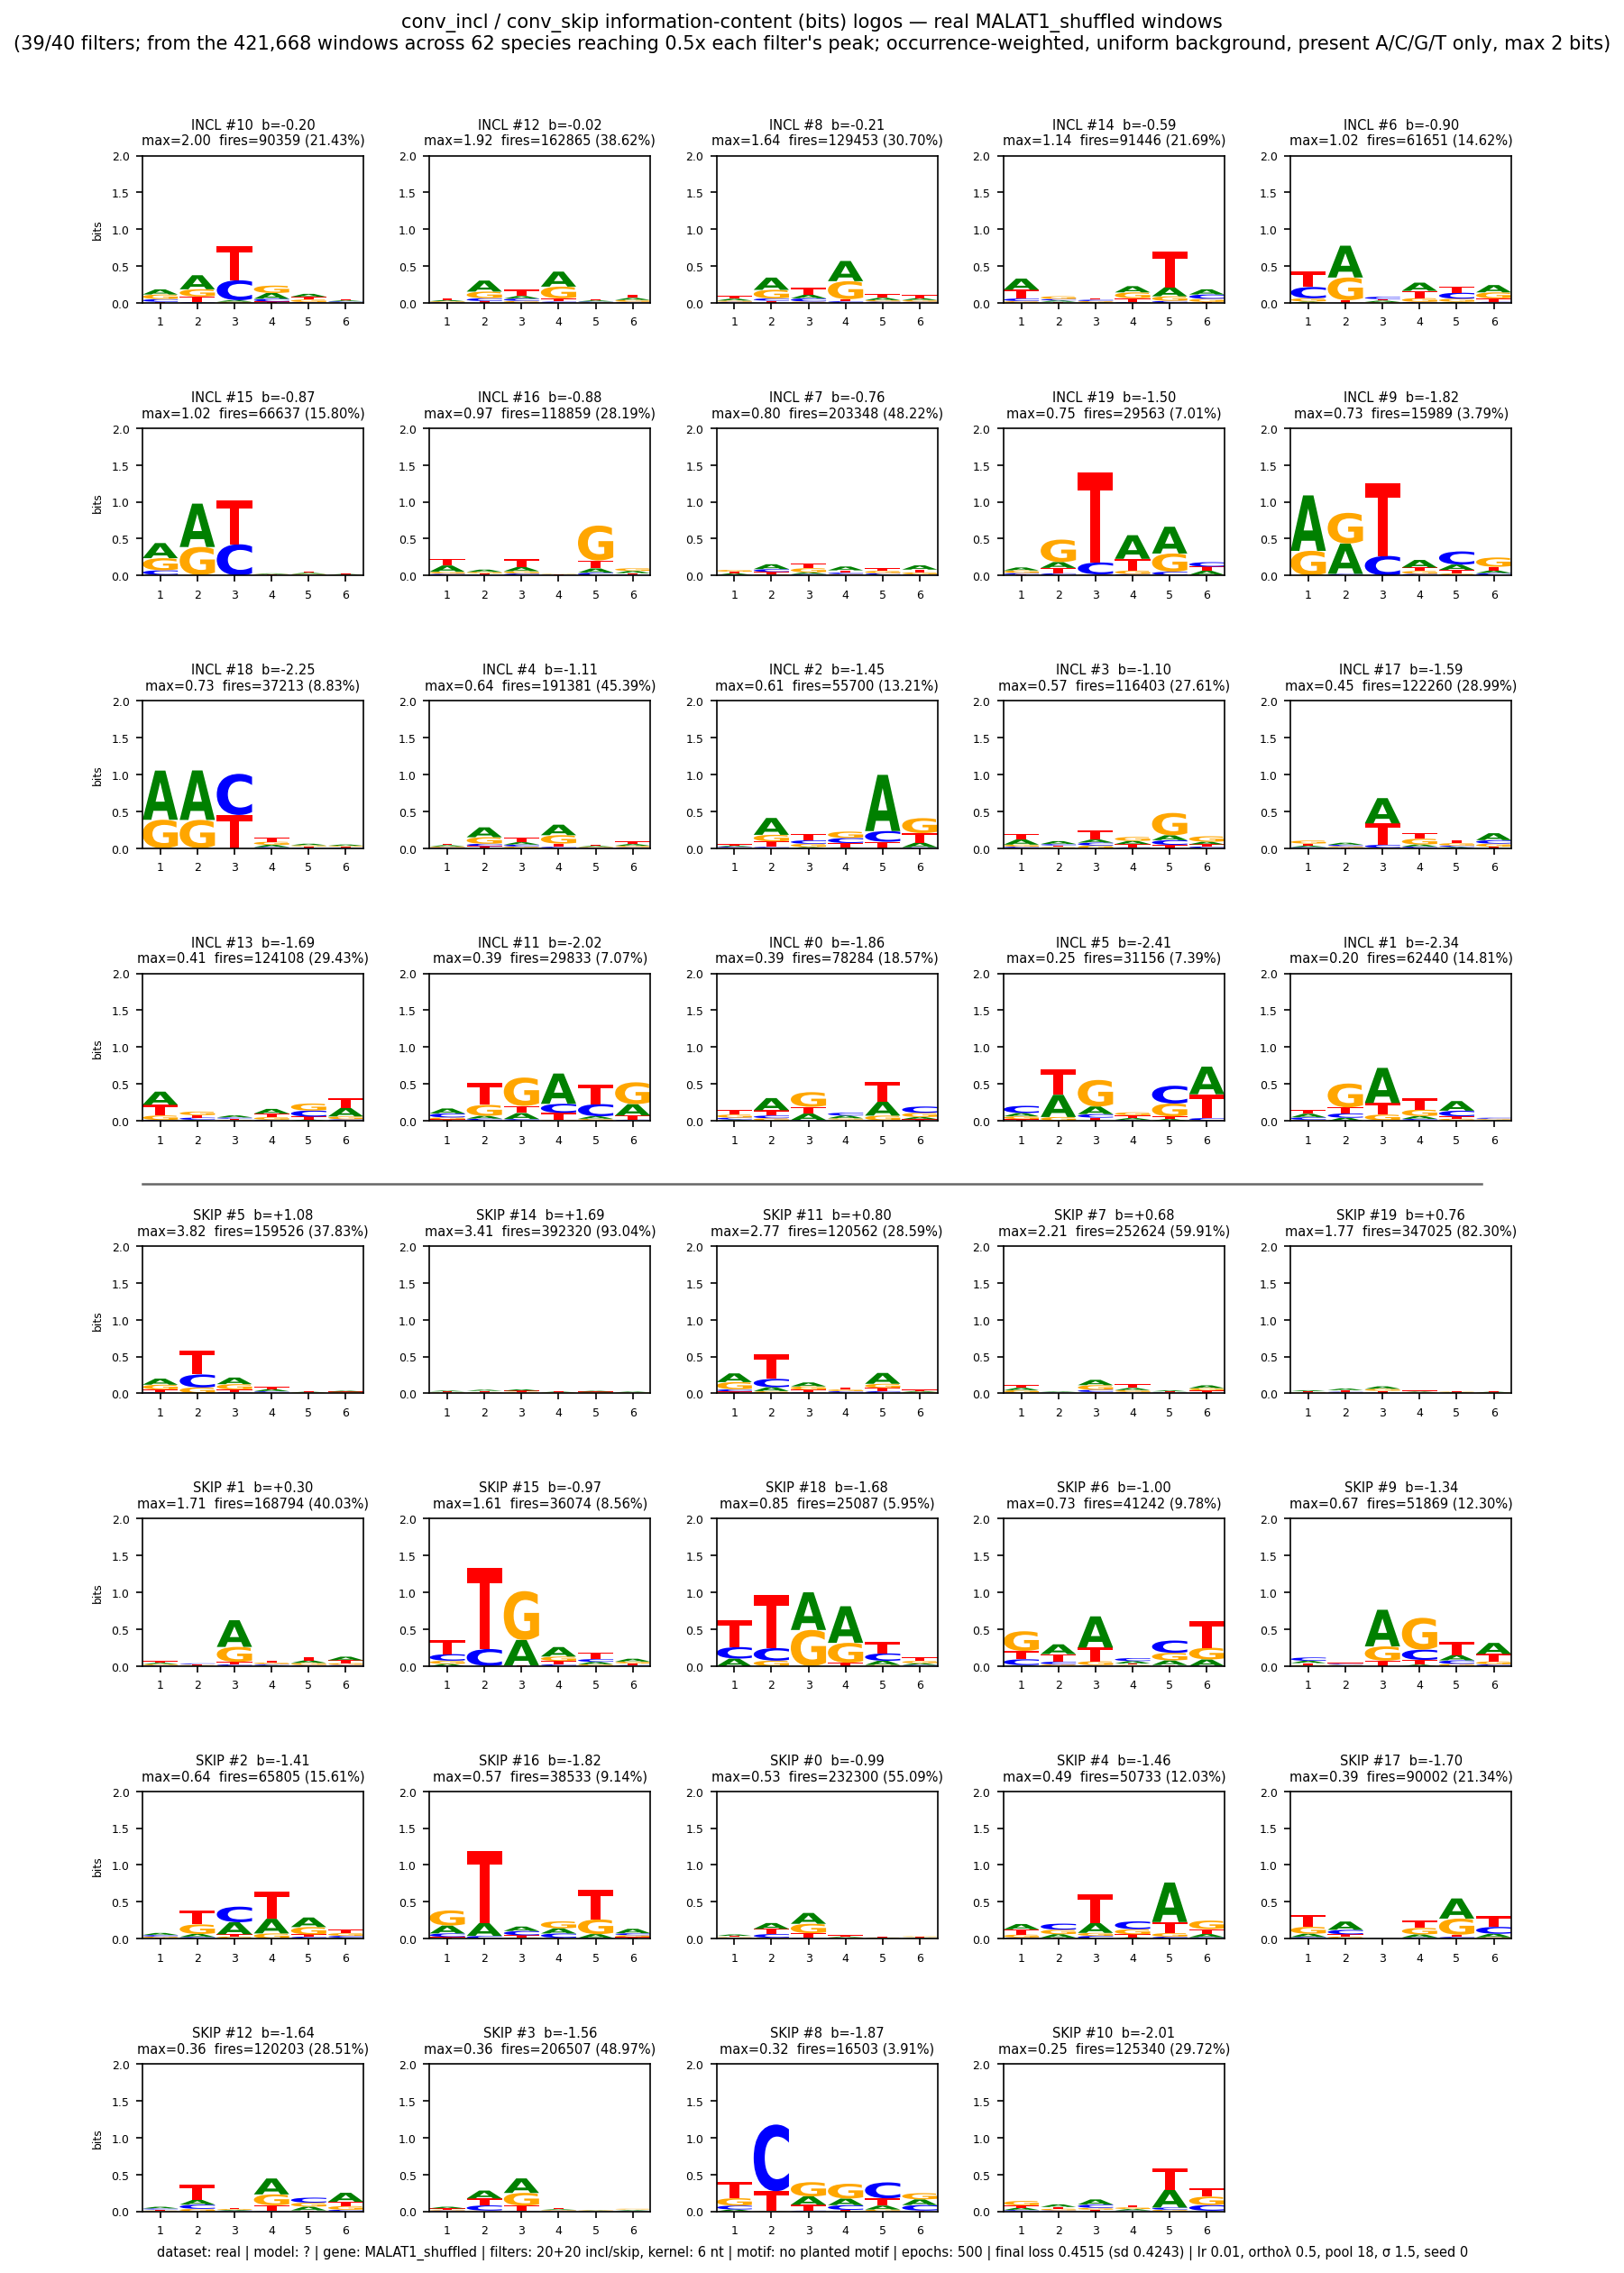 conv_incl / conv_skip information-content (bits) logos — real MALAT1_shuffled windows
(39/40 filters; from the 421,668 windows across 62 species reaching 0.5x each filter's peak; occurrence-weighted, uniform background, present A/C/G/T only, max 2 bits)
INCL #10 b=-0.20
max=2.00 fires=90359 (21.43%)
INCL #12 b=-0.02
max=1.92 fires=162865 (38.62%)
INCL #8 b=-0.21
max=1.64 fires=129453 (30.70%)
INCL #14 b=-0.59
max=1.14 fires=91446 (21.69%)
INCL #6 b=-0.90
max=1.02 fires=61651 (14.62%)
INCL #15 b=-0.87
max=1.02 fires=66637 (15.80%)
INCL #16 b=-0.88
max=0.97 fires=118859 (28.19%)
INCL #7 b=-0.76
max=0.80 fires=203348 (48.22%)
INCL #19 b=-1.50
max=0.75 fires=29563 (7.01%)
INCL #9 b=-1.82
max=0.73 fires=15989 (3.79%)
INCL #18 b=-2.25
max=0.73 fires=37213 (8.83%)
INCL #4 b=-1.11
max=0.64 fires=191381 (45.39%)
INCL #2 b=-1.45
max=0.61 fires=55700 (13.21%)
INCL #3 b=-1.10
max=0.57 fires=116403 (27.61%)
INCL #17 b=-1.59
max=0.45 fires=122260 (28.99%)
INCL #13 b=-1.69
max=0.41 fires=124108 (29.43%)
INCL #11 b=-2.02
max=0.39 fires=29833 (7.07%)
INCL #0 b=-1.86
max=0.39 fires=78284 (18.57%)
INCL #5 b=-2.41
max=0.25 fires=31156 (7.39%)
INCL #1 b=-2.34
max=0.20 fires=62440 (14.81%)
SKIP #5 b=+1.08
max=3.82 fires=159526 (37.83%)
SKIP #14 b=+1.69
max=3.41 fires=392320 (93.04%)
SKIP #11 b=+0.80
max=2.77 fires=120562 (28.59%)
SKIP #7 b=+0.68
max=2.21 fires=252624 (59.91%)
SKIP #19 b=+0.76
max=1.77 fires=347025 (82.30%)
SKIP #1 b=+0.30
max=1.71 fires=168794 (40.03%)
SKIP #15 b=-0.97
max=1.61 fires=36074 (8.56%)
SKIP #18 b=-1.68
max=0.85 fires=25087 (5.95%)
SKIP #6 b=-1.00
max=0.73 fires=41242 (9.78%)
SKIP #9 b=-1.34
max=0.67 fires=51869 (12.30%)
SKIP #2 b=-1.41
max=0.64 fires=65805 (15.61%)
SKIP #16 b=-1.82
max=0.57 fires=38533 (9.14%)
SKIP #0 b=-0.99
max=0.53 fires=232300 (55.09%)
SKIP #4 b=-1.46
max=0.49 fires=50733 (12.03%)
SKIP #17 b=-1.70
max=0.39 fires=90002 (21.34%)
SKIP #12 b=-1.64
max=0.36 fires=120203 (28.51%)
SKIP #3 b=-1.56
max=0.36 fires=206507 (48.97%)
SKIP #8 b=-1.87
max=0.32 fires=16503 (3.91%)
SKIP #10 b=-2.01
max=0.25 fires=125340 (29.72%)
dataset: real | model: ? | gene: MALAT1_shuffled | filters: 20+20 incl/skip, kernel: 6 nt | motif: no planted motif | epochs: 500 | final loss 0.4515 (sd 0.4243) | lr 0.01, orthoλ 0.5, pool 18, σ 1.5, seed 0